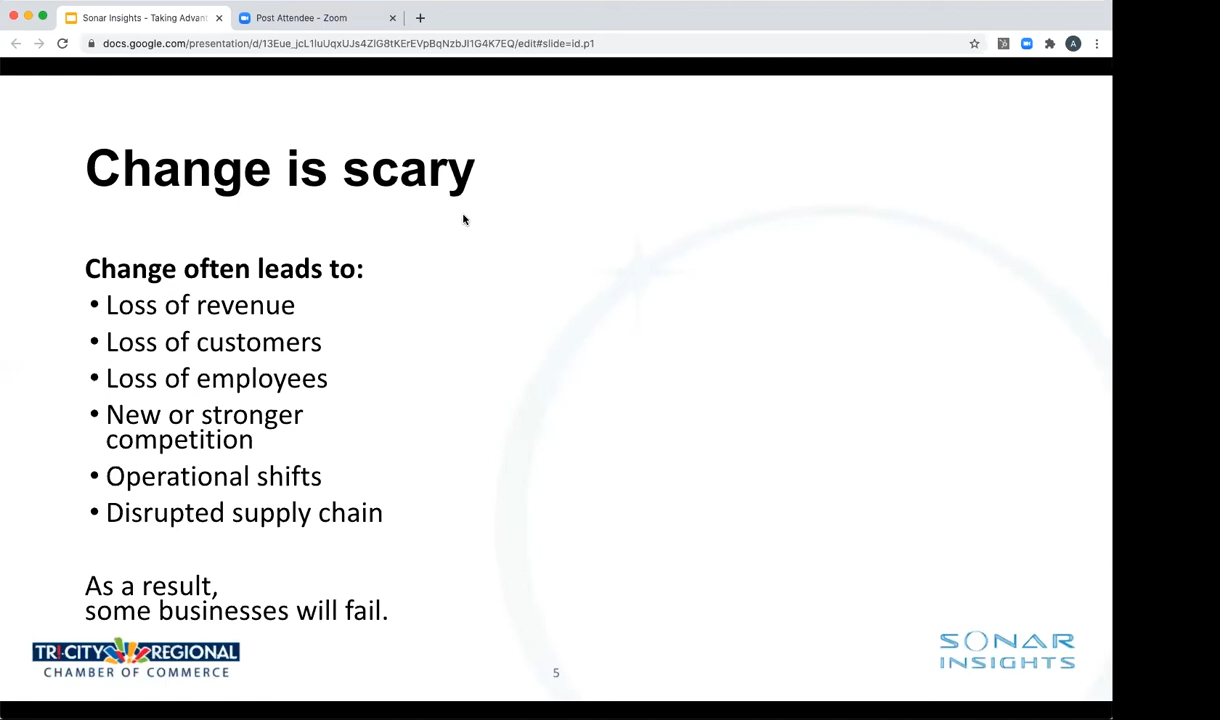 Sonar Insights - Taking Advant
Post Attendee - Zoom
docs.google.com/presentation/d/13Eue_jcL1luUqxUJs4ZlG8tKErEVpBqNzbJI1G4K7EQ/edit#slide=id.p1
A
Change is scary
Change often leads to:
• Loss of revenue
• Loss of customers
• Loss of employees
• New or stronger
competition
• Operational shifts
• Disrupted supply chain
As a result,
some businesses will fail.
TRI-CITY REGIONAL
CHAMBER OF COMMERCE
5
SONAR
INSIGHTS